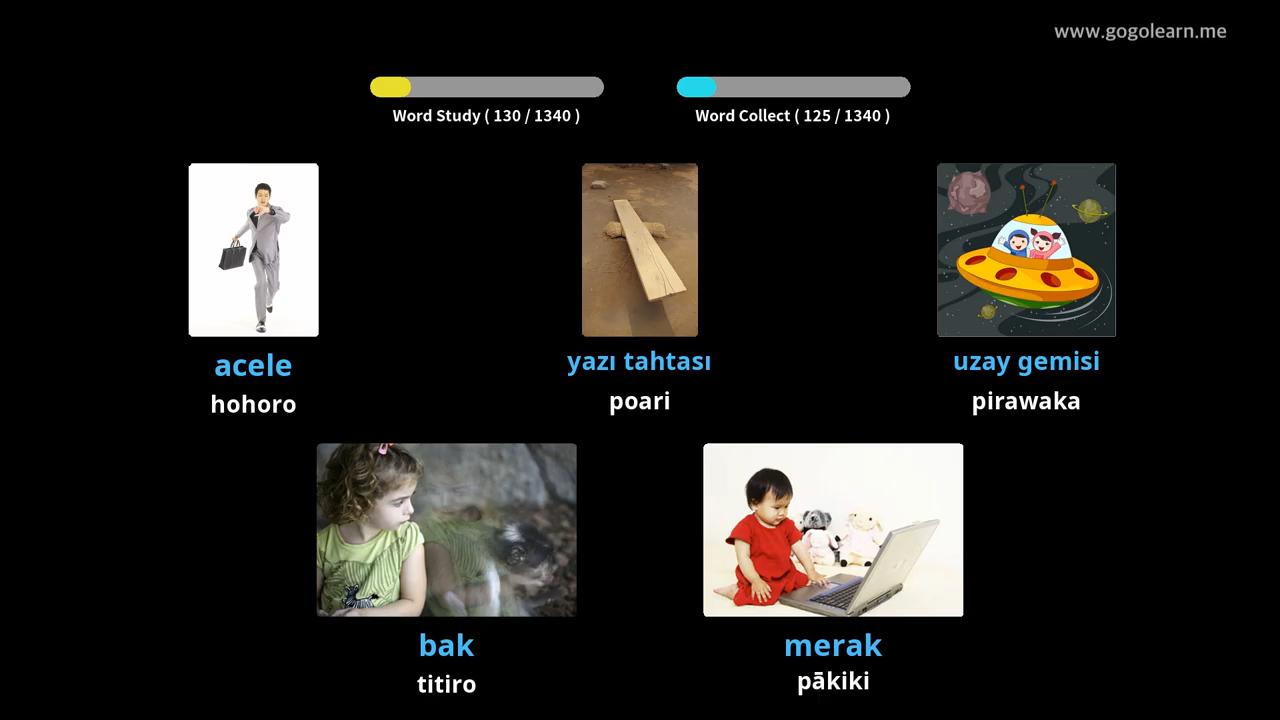 www.gogolearn.me
Word Study ( 130 / 1340 )
Word Collect ( 125 / 1340 )
acele
yazı tahtası
uzay gemisi
hohoro
poari
pirawaka
bak
merak
titiro
pākiki